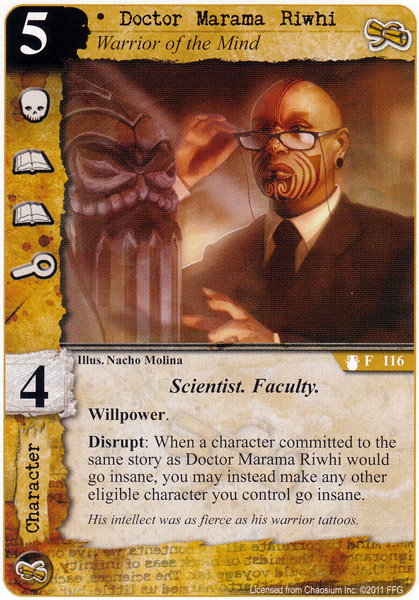 5
• Doctor Marama Riwhi
Warrior of the Mind
Illus. Nacho Molina
F 116
4
Scientist. Faculty.
Willpower.
Disrupt: When a character committed to the
same story as Doctor Marama Riwhi would
go insane, you may instead make any other
eligible character you control go insane.
His intellect was as fierce as his warrior tattoos.
Character
Licensed from Chaosium Inc. ©2011 FFG